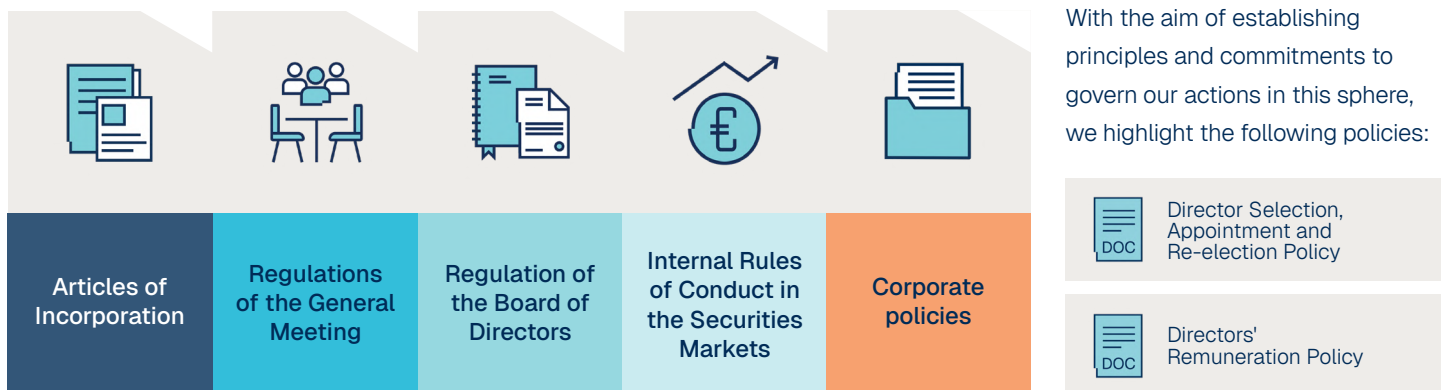 Articles of
Incorporation
Regulations
of the General
Meeting
Regulation of
the Board of
Directors
Internal Rules
of Conduct in
the Securities
Markets
Corporate
policies
With the aim of establishing
principles and commitments to
govern our actions in this sphere,
we highlight the following policies:
DOC
Director Selection,
Appointment and
Re-election Policy
DOC
Directors'
Remuneration Policy